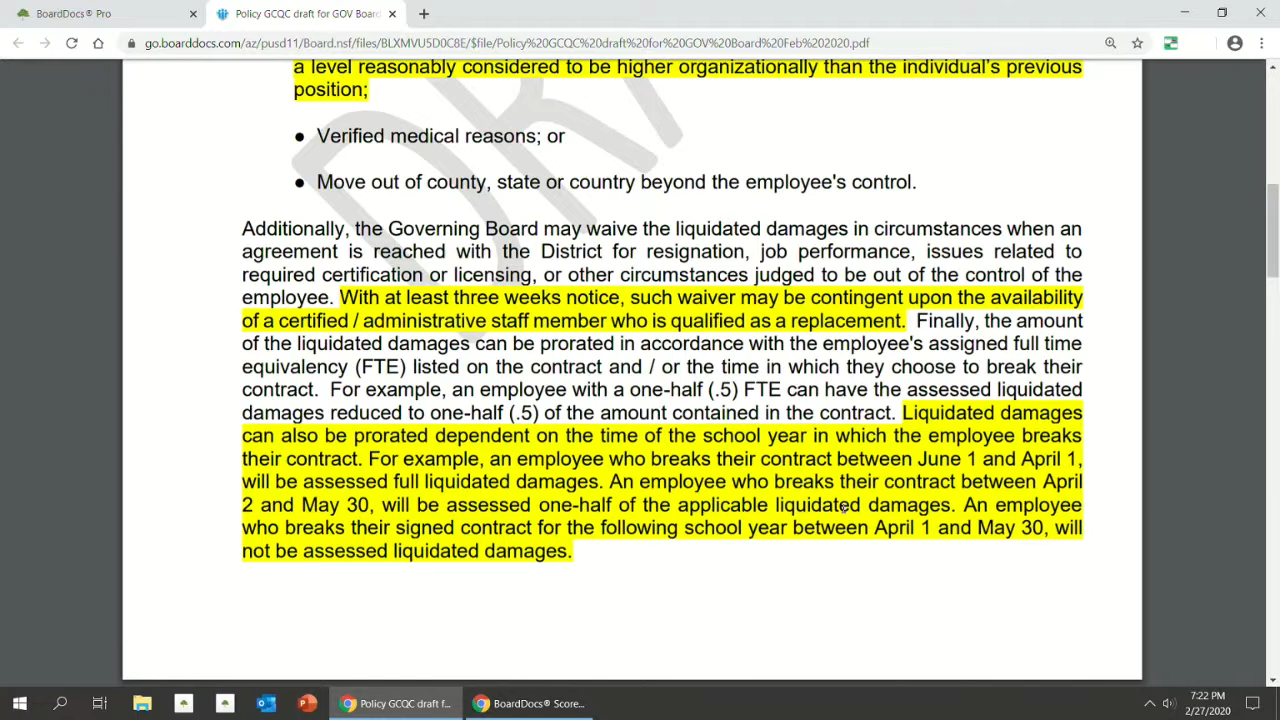 BoardDocs® Pro
Policy GCQC draft for GOV Board
go.boarddocs.com/az/pusd11/Board.nsf/files/BLXMVU5D0C8E/$file/Policy%20GCQC%20draft%20for%20GOV%20Board%20Feb%202020.pdf
a level reasonably considered to be higher organizationally than the individual's previous
position;
● Verified medical reasons; or
● Move out of county, state or country beyond the employee's control.
Additionally, the Governing Board may waive the liquidated damages in circumstances when an
agreement is reached with the District for resignation, job performance, issues related to
required certification or licensing, or other circumstances judged to be out of the control of the
employee. With at least three weeks notice, such waiver may be contingent upon the availability
of a certified / administrative staff member who is qualified as a replacement. Finally, the amount
of the liquidated damages can be prorated in accordance with the employee's assigned full time
equivalency (FTE) listed on the contract and / or the time in which they choose to break their
contract. For example, an employee with a one-half (.5) FTE can have the assessed liquidated
damages reduced to one-half (.5) of the amount contained in the contract. Liquidated damages
can also be prorated dependent on the time of the school year in which the employee breaks
their contract. For example, an employee who breaks their contract between June 1 and April 1,
will be assessed full liquidated damages. An employee who breaks their contract between April
2 and May 30, will be assessed one-half of the applicable liquidated damages. An employee
who breaks their signed contract for the following school year between April 1 and May 30, will
not be assessed liquidated damages.
Policy GCQC draft f...
BoardDocs® Score...
7:22 PM
2/27/2020